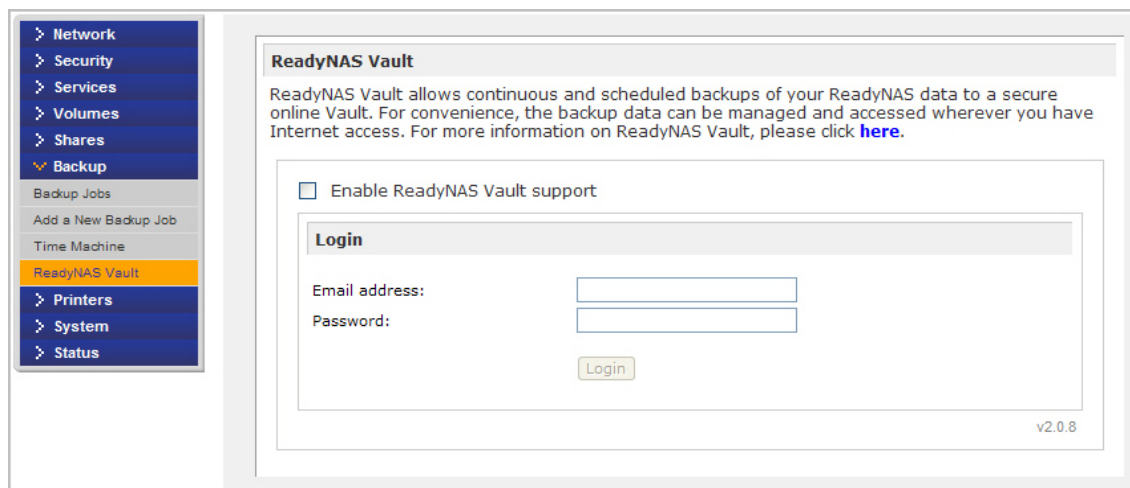 Network
Security
Services
Volumes
Shares
Backup
Backup Jobs
Add a New Backup Job
Time Machine
ReadyNAS Vault
Printers
System
Status
ReadyNAS Vault
ReadyNAS Vault allows continuous and scheduled backups of your ReadyNAS data to a secure
online Vault. For convenience, the backup data can be managed and accessed wherever you have
Internet access. For more information on ReadyNAS Vault, please click here.
Enable ReadyNAS Vault support
Login
Email address:
Password:
Login
v2.0.8